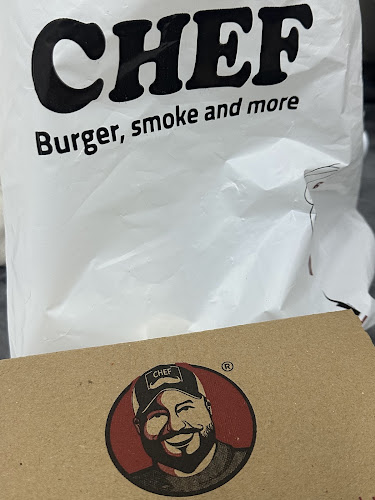 CHEF
Burger, smoke and more
®
CHEF